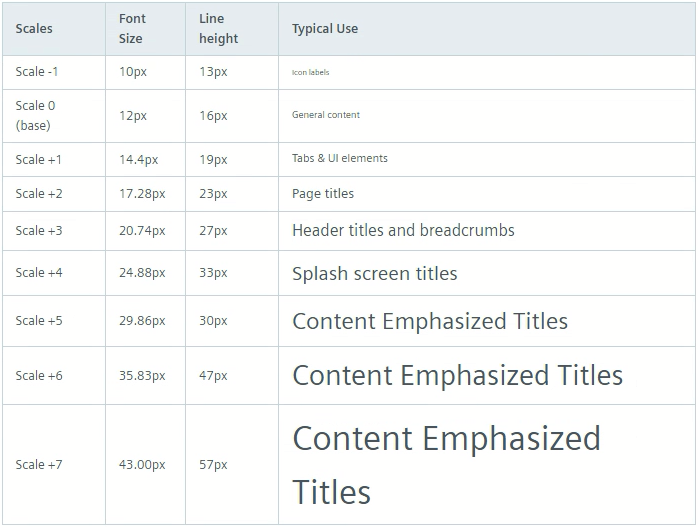 Scales Font Size Line height Typical Use
Scale -1 10px 13px Icon labels
Scale 0 (base) 12px 16px General content
Scale +1 14.4px 19px Tabs & UI elements
Scale +2 17.28px 23px Page titles
Scale +3 20.74px 27px Header titles and breadcrumbs
Scale +4 24.88px 33px Splash screen titles
Scale +5 29.86px 30px Content Emphasized Titles
Scale +6 35.83px 47px Content Emphasized Titles
Scale +7 43.00px 57px Content Emphasized
Titles